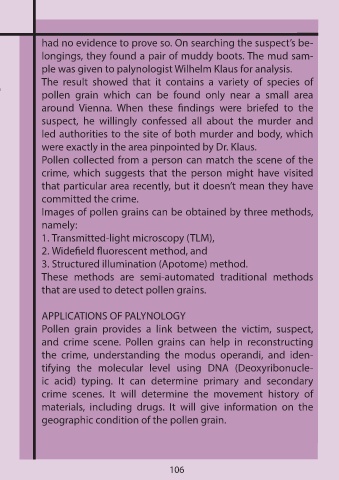 had no evidence to prove so. On searching the suspect's be-
longings, they found a pair of muddy boots. The mud sam-
ple was given to palynologist Wilhelm Klaus for analysis.
The result showed that it contains a variety of species of
pollen grain which can be found only near a small area
around Vienna. When these findings were briefed to the
suspect, he willingly confessed all about the murder and
led authorities to the site of both murder and body, which
were exactly in the area pinpointed by Dr. Klaus.
Pollen collected from a person can match the scene of the
crime, which suggests that the person might have visited
that particular area recently, but it doesn't mean they have
committed the crime.
Images of pollen grains can be obtained by three methods,
namely:
1. Transmitted-light microscopy (TLM),
2. Widefield fluorescent method, and
3. Structured illumination (Apotome) method.
These methods are semi-automated traditional methods
that are used to detect pollen grains.
APPLICATIONS OF PALYNOLOGY
Pollen grain provides a link between the victim, suspect,
and crime scene. Pollen grains can help in reconstructing
the crime, understanding the modus operandi, and iden-
tifying the molecular level using DNA (Deoxyribonucle-
ic acid) typing. It can determine primary and secondary
crime scenes. It will determine the movement history of
materials, including drugs. It will give information on the
geographic condition of the pollen grain.
106